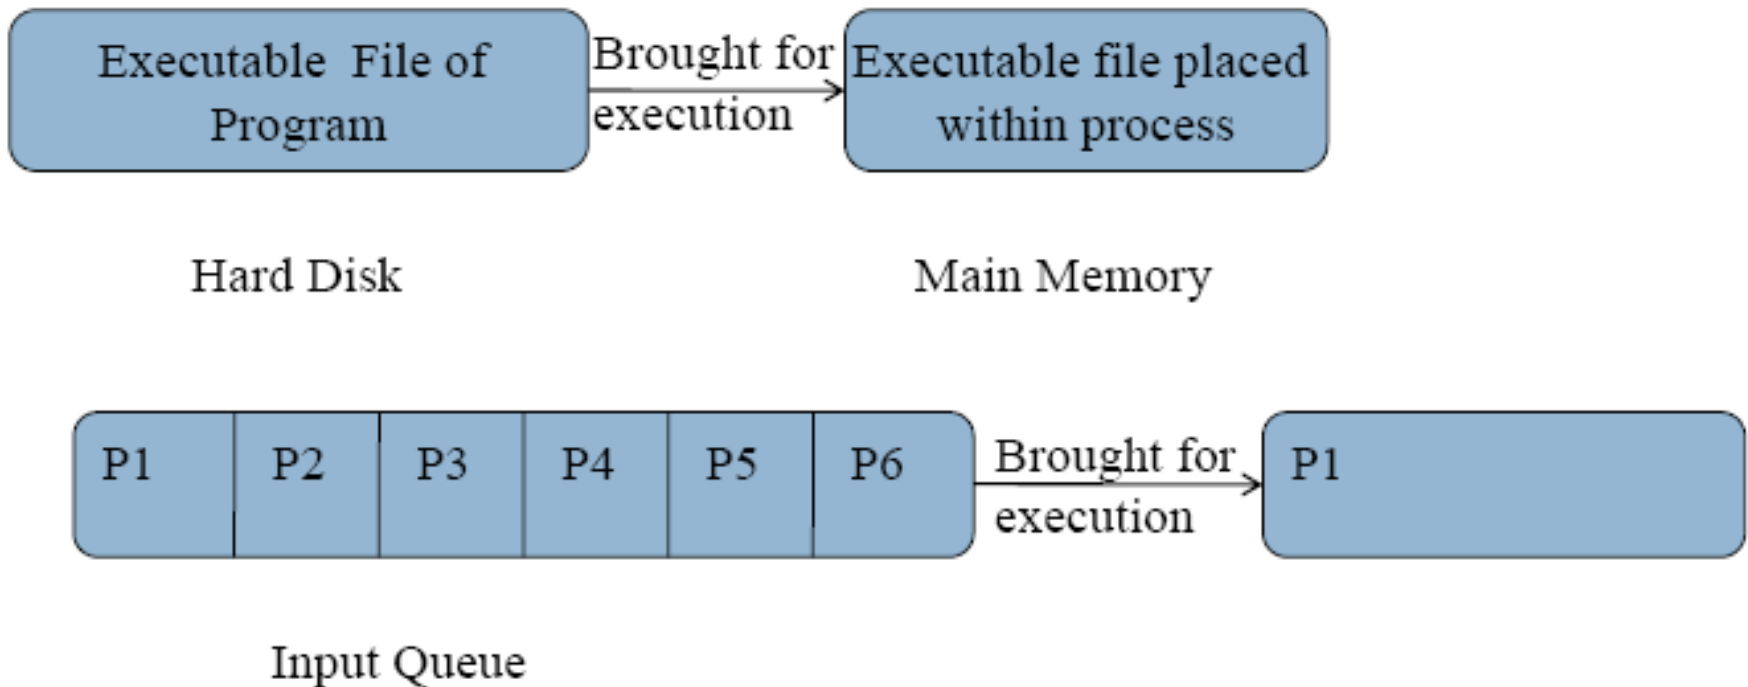 Executable File of
Program
Brought for
execution
Executable file placed
within process
Hard Disk
Main Memory
P1 P2 P3 P4 P5 P6
Brought for
execution
P1
Input Queue